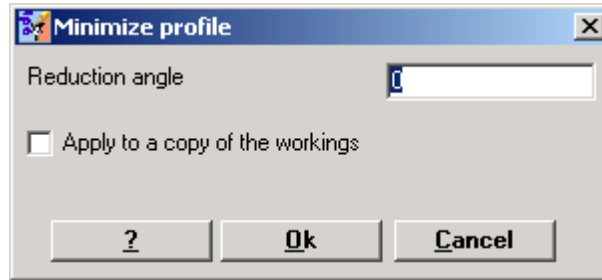 Minimize profile
Reduction angle 0
Apply to a copy of the workings
? Ok Cancel